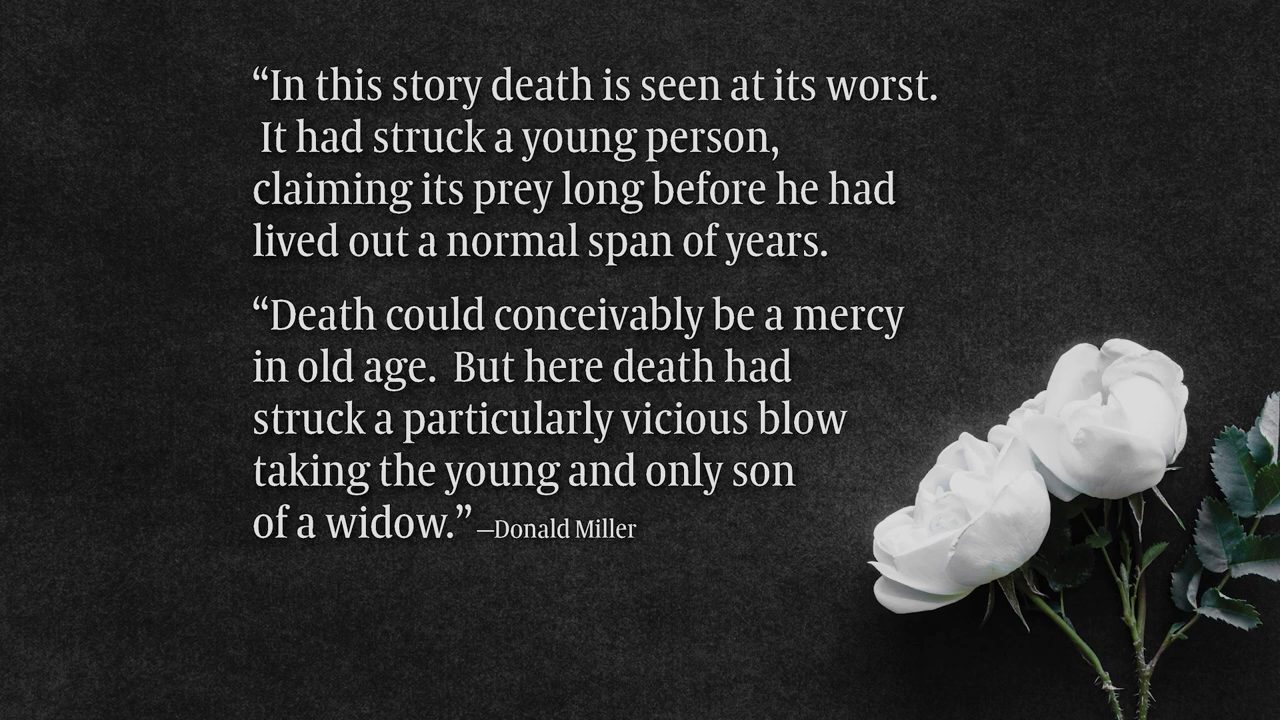 “In this story death is seen at its worst.
It had struck a young person,
claiming its prey long before he had
lived out a normal span of years.
“Death could conceivably be a mercy
in old age.  But here death had
struck a particularly vicious blow
taking the young and only son
of a widow.” —Donald Miller